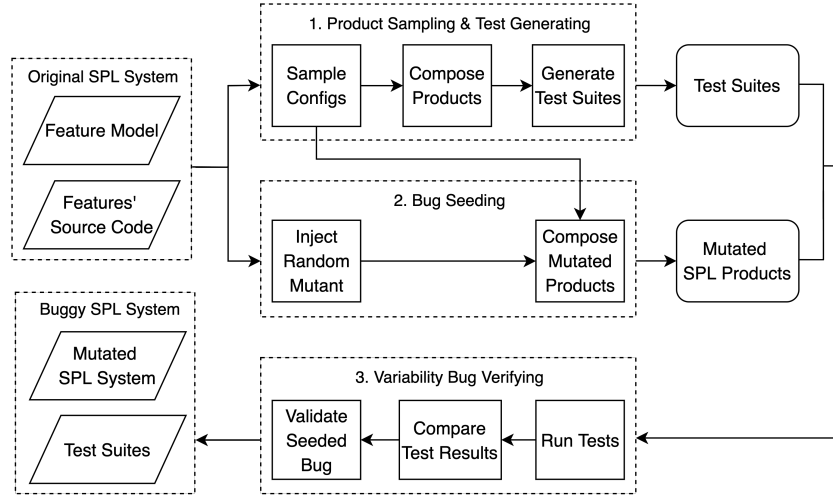 1. Product Sampling & Test Generating
Original SPL System
Feature Model
Features'
Source Code
Sample
Configs
Compose
Products
Generate
Test Suites
Test Suites
2. Bug Seeding
Inject
Random
Mutant
Compose
Mutated
Products
Mutated
SPL Products
Buggy SPL System
Mutated
SPL System
Test Suites
3. Variability Bug Verifying
Validate
Seeded
Bug
Compare
Test Results
Run Tests